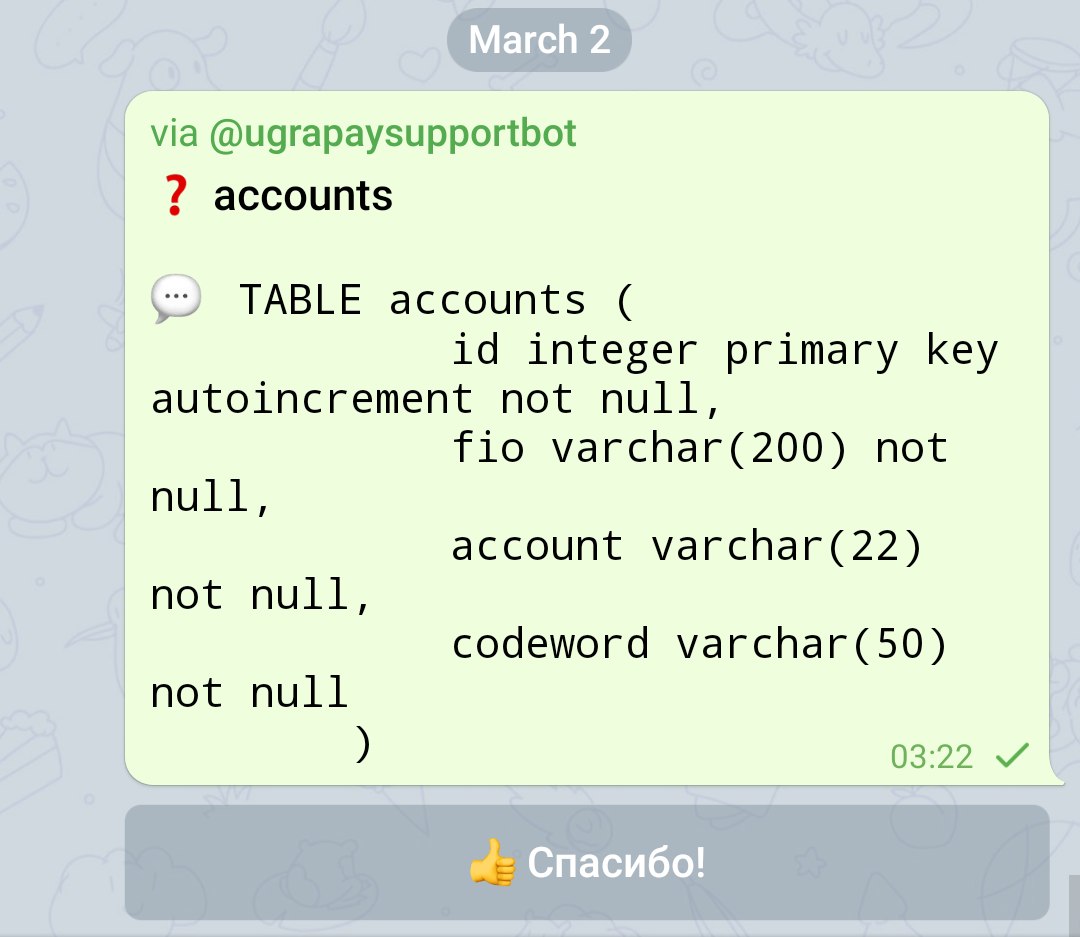 March 2
via @ugrapaysupportbot
❓ accounts
💬 TABLE accounts (
id integer primary key
autoincrement not null,
fio varchar(200) not
null,
account varchar(22)
not null,
codeword varchar(50)
not null
)
03:22
👍 Спасибо!